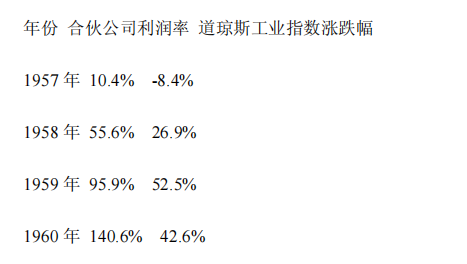 年份 合伙公司利润率 道琼斯工业指数涨跌幅
1957 年 10.4% -8.4%
1958 年 55.6% 26.9%
1959 年 95.9% 52.5%
1960 年 140.6% 42.6%